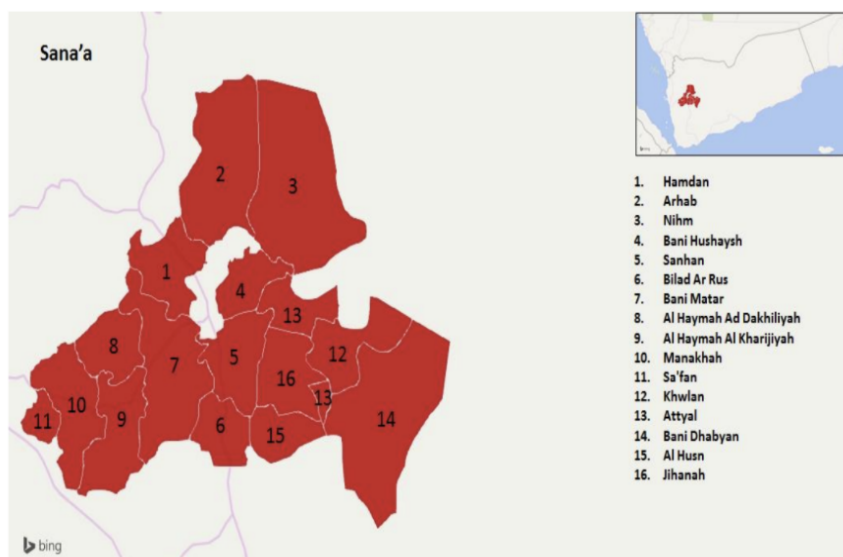 Sana’a
2
3
1
4
13
8
7
5
12
16
10
13
11
9
6
15
14
bing
1. Hamdan
2. Arhab
3. Nihm
4. Bani Hushaysh
5. Sanhan
6. Bilad Ar Rus
7. Bani Matar
8. Al Haymah Ad Dakhiliyah
9. Al Haymah Al Kharijiyah
10. Manakhah
11. Sa'fan
12. Khwlan
13. Attyal
14. Bani Dhabyan
15. Al Husn
16. Jihanah